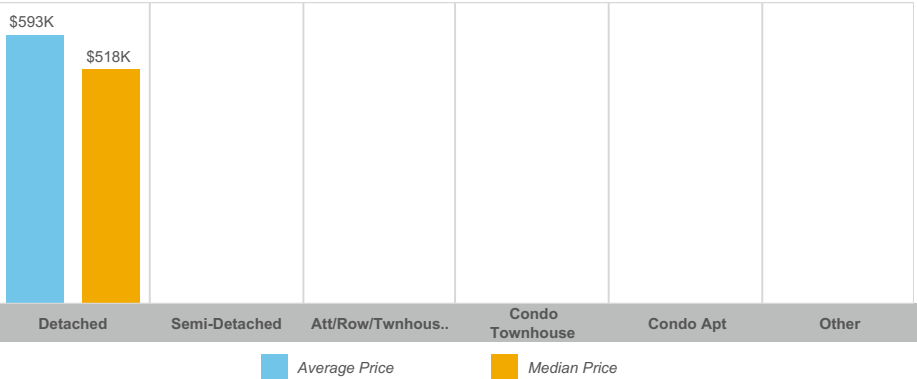 $593K
$518K
Detached
Semi-Detached
Att/Row/Twnhous..
Condo
Townhouse
Condo Apt
Other
Average Price
Median Price